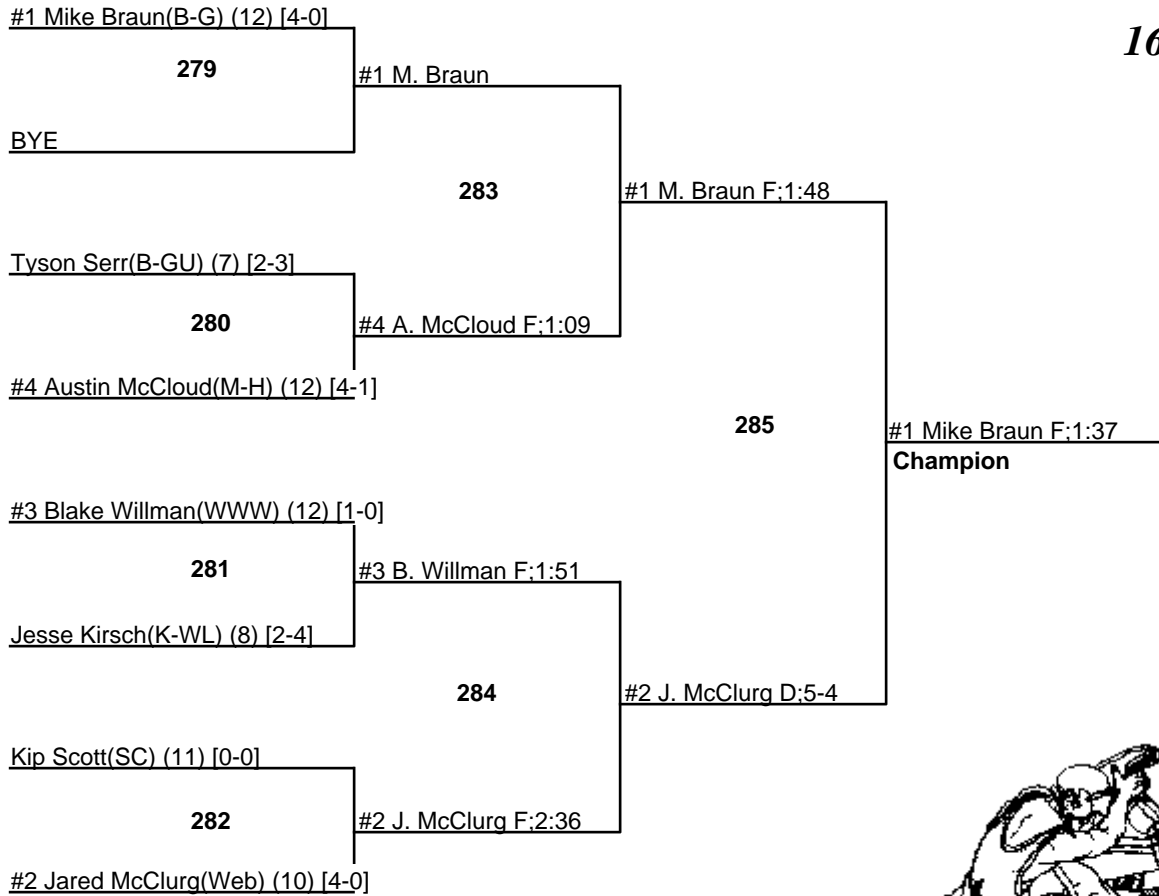 #1 Mike Braun(B-G) (12) [4-0]
16
279
#1 M. Braun
BYE
283
#1 M. Braun F;1:48
Tyson Serr(B-GU) (7) [2-3]
280
#4 A. McCloud F;1:09
#4 Austin McCloud(M-H) (12) [4-1]
285
#1 Mike Braun F;1:37
Champion
#3 Blake Willman(WWW) (12) [1-0]
281
#3 B. Willman F;1:51
Jesse Kirsch(K-WL) (8) [2-4]
284
#2 J. McClurg D;5-4
Kip Scott(SC) (11) [0-0]
282
#2 J. McClurg F;2:36
#2 Jared McClurg(Web) (10) [4-0]